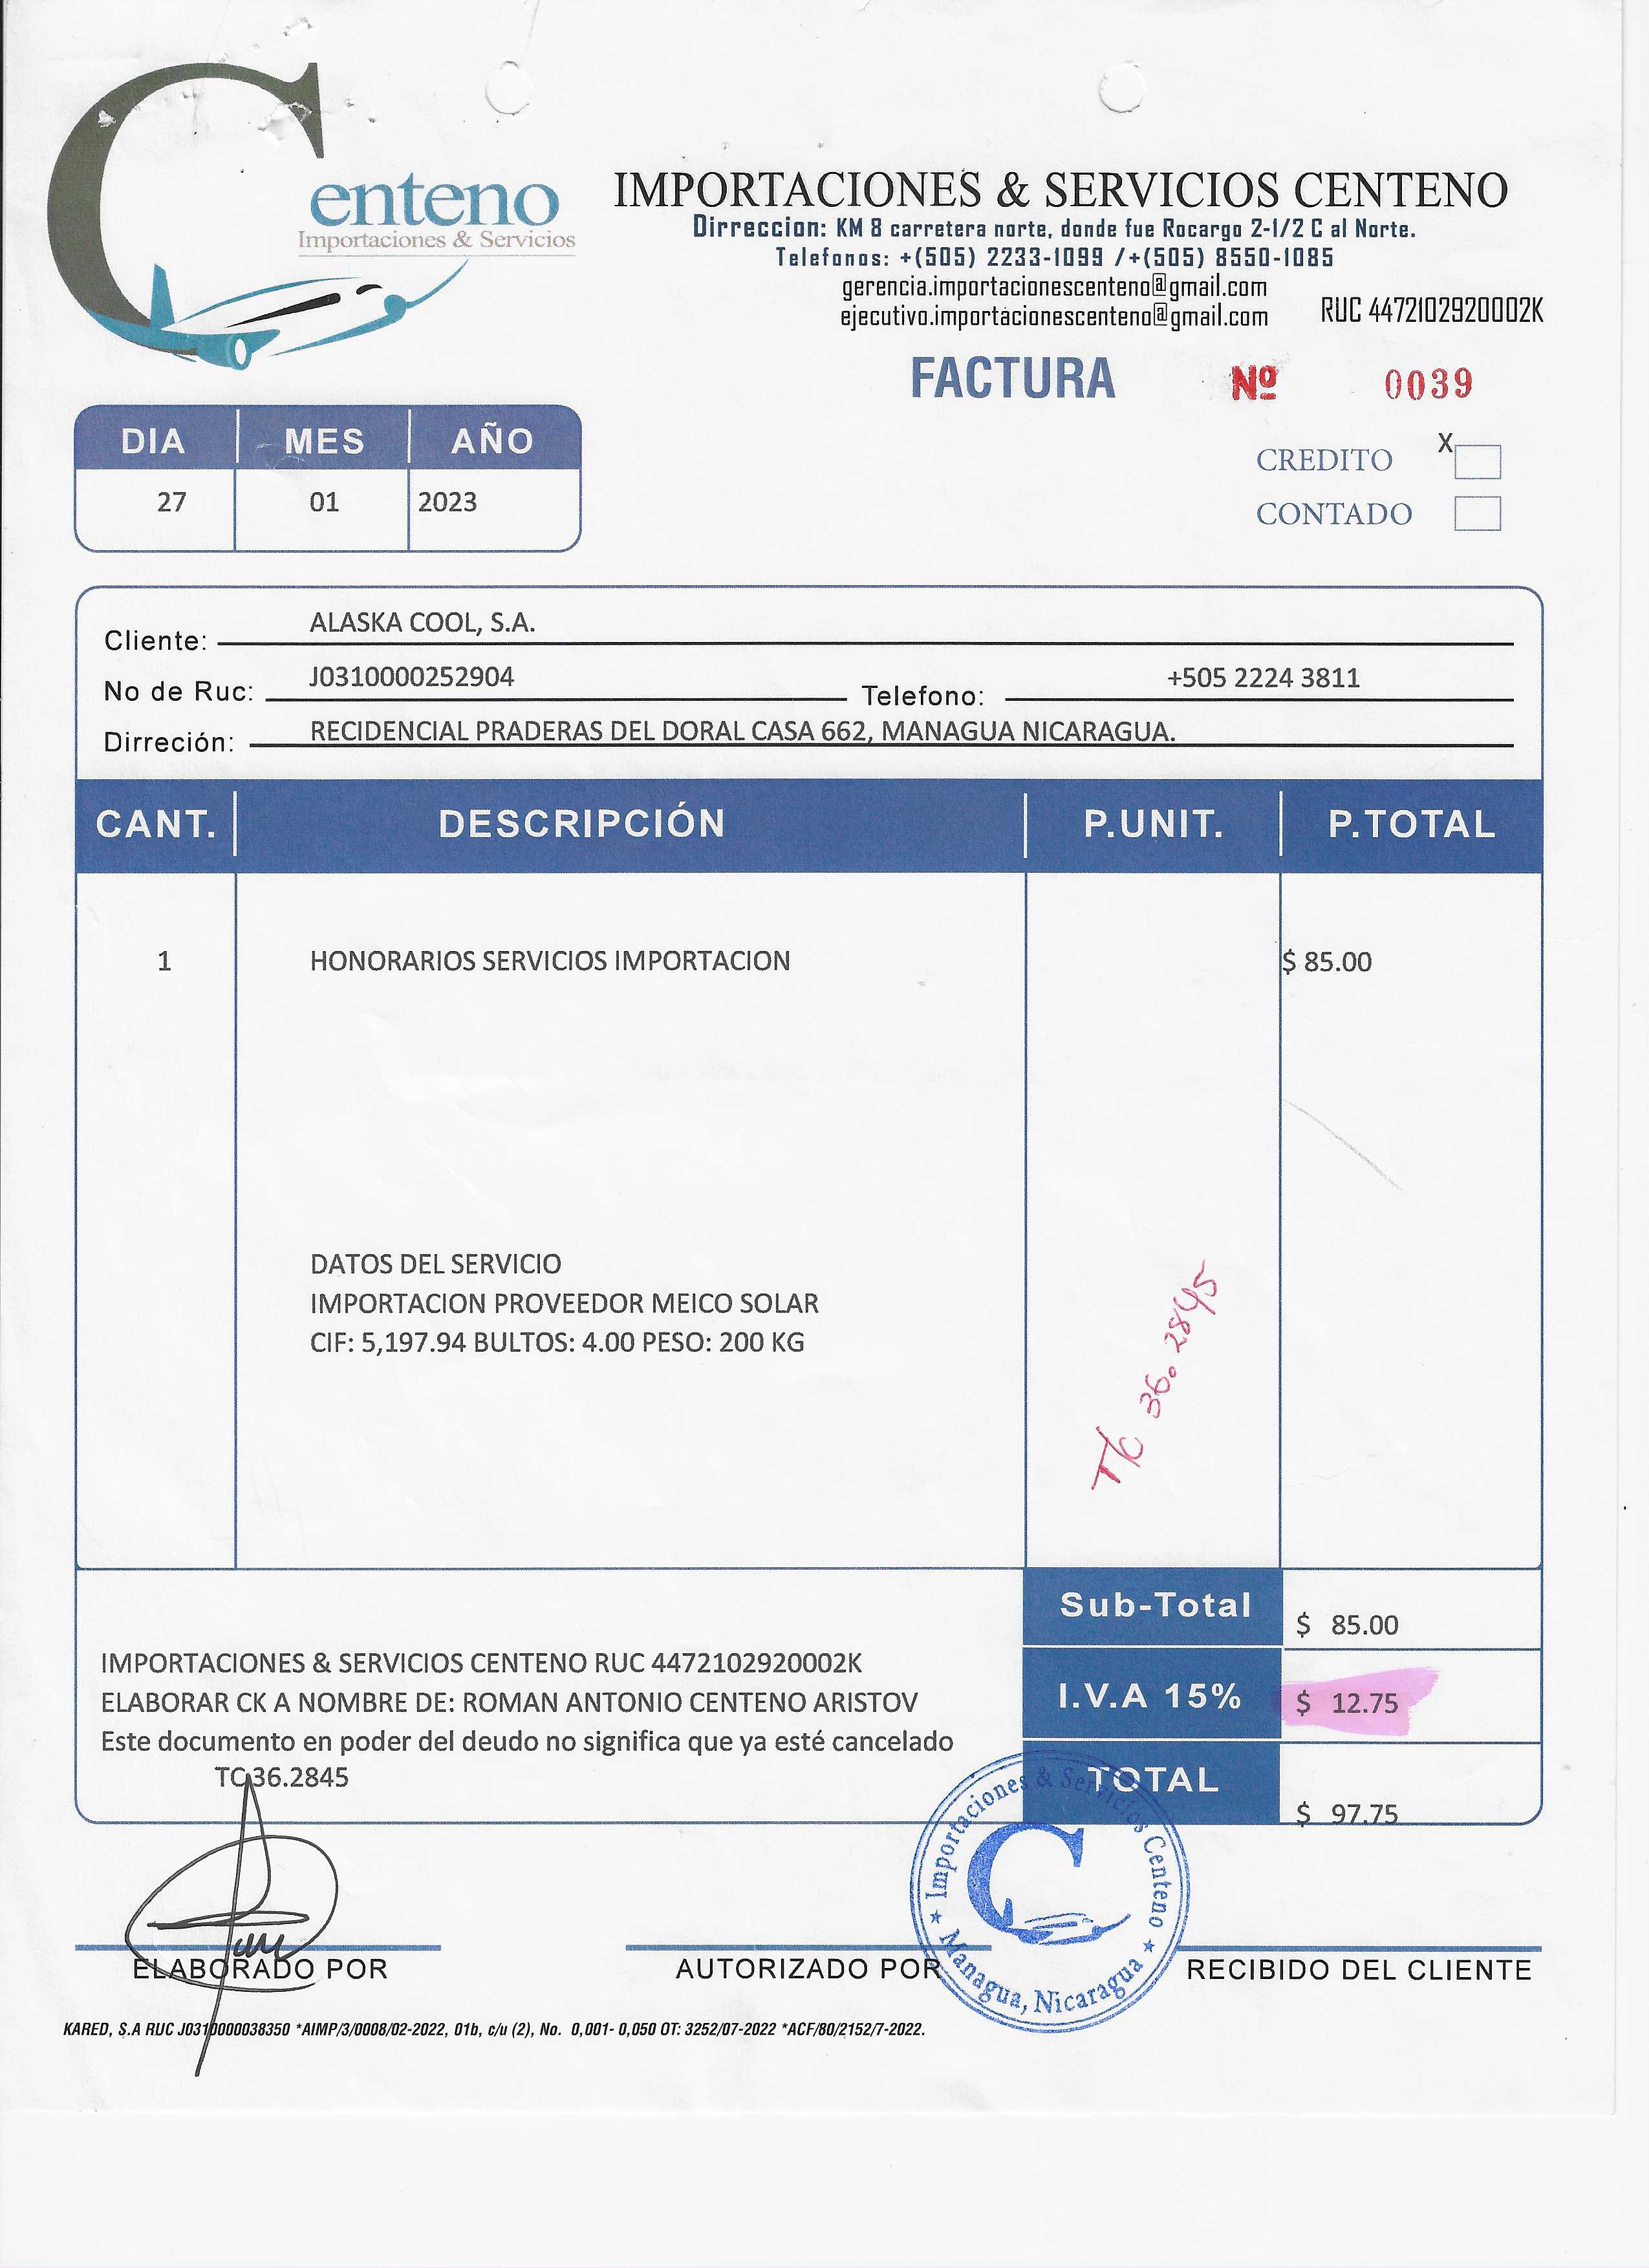 Centeno
Importaciones & Servicios
IMPORTACIONES & SERVICIOS CENTENO
Dirreccion: KM 8 carretera norte, donde fue Rocargo 2-1/2 C al Norte.
Telefonos: +(505) 2233-1099 /+(505) 8550-1085
gerencia.importacionescenteno@gmail.com
ejecutivo.importacionescenteno@gmail.com
RUC 4472102920002K
FACTURA Nº 0039
DIA MES AÑO
27 01 2023
CREDITO X
CONTADO
Cliente: ALASKA COOL, S.A.
No de Ruc: J0310000252904 Telefono: +505 2224 3811
Dirreción: RECIDENCIAL PRADERAS DEL DORAL CASA 662, MANAGUA NICARAGUA.
CANT. DESCRIPCIÓN P.UNIT. P.TOTAL
1 HONORARIOS SERVICIOS IMPORTACION $ 85.00
DATOS DEL SERVICIO
IMPORTACION PROVEEDOR MEICO SOLAR
CIF: 5,197.94 BULTOS: 4.00 PESO: 200 KG
T/C 36.2845
Sub-Total $ 85.00
IMPORTACIONES & SERVICIOS CENTENO RUC 4472102920002K
ELABORAR CK A NOMBRE DE: ROMAN ANTONIO CENTENO ARISTOV
I.V.A 15% $ 12.75
Este documento en poder del deudo no significa que ya esté cancelado
TC36.2845
TOTAL $ 97.75
Importaciones & Servicios Centeno
Managua, Nicaragua
ELABORADO POR AUTORIZADO POR RECIBIDO DEL CLIENTE
KARED, S.A RUC J0310000038350 *AIMP/3/0008/02-2022, 01b, c/u (2), No. 0,001- 0,050 OT: 3252/07-2022 *ACF/80/2152/7-2022.